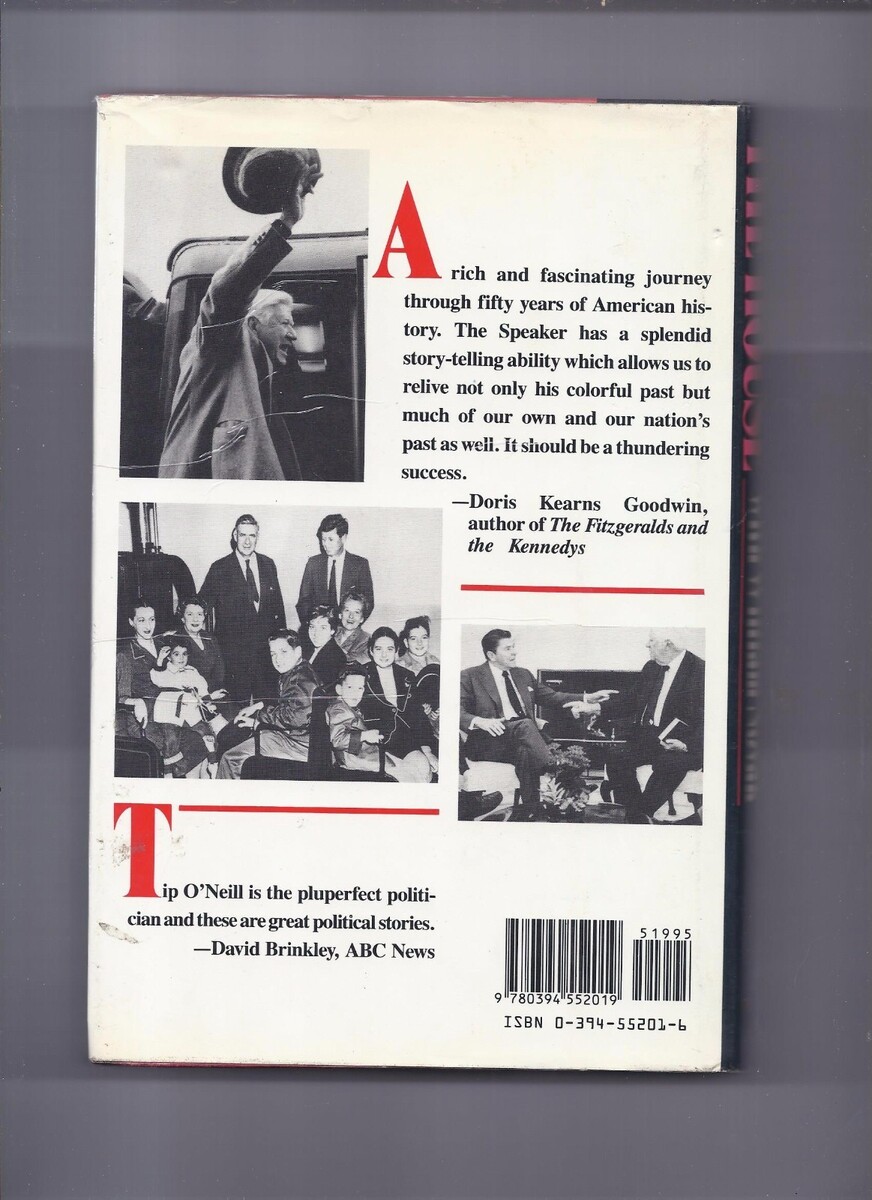 A rich and fascinating journey
through fifty years of American his-
tory. The Speaker has a splendid
story-telling ability which allows us to
relive not only his colorful past but
much of our own and our nation's
past as well. It should be a thundering
success.
—Doris Kearns Goodwin,
author of The Fitzgeralds and
the Kennedys
Tip O'Neill is the pluperfect politi-
cian and these are great political stories.
—David Brinkley, ABC News
51995
9 780394 552019
ISBN 0-394-55201-6